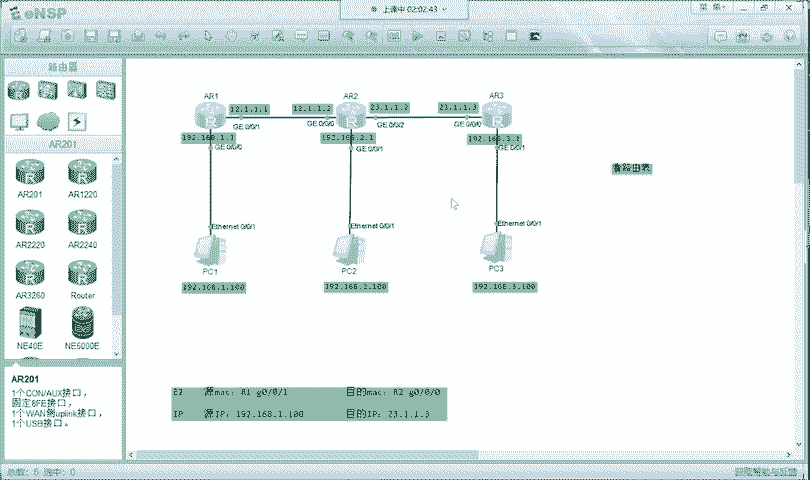 eNSP
上课中 02:02:43
菜 单
路由器
AR201
AR201
AR1220
AR2220
AR2240
AR3260
Router
NE40E
NE5000E
AR201
1个CON/AUX接口，
固定8FE接口，
1个WAN侧uplink接口，
1个USB接口。
AR1
AR2
AR3
12.1.1.1
12.1.1.2
23.1.1.2
23.1.1.3
GE 0/0/1
GE 0/0/0
GE 0/0/2
GE 0/0/0
192.168.1.1
192.168.2.1
192.168.3.1
GE 0/0/0
GE 0/0/1
GE 0/0/1
看路由表
Ethernet 0/0/1
Ethernet 0/0/1
Ethernet 0/0/1
PC1
PC2
PC3
192.168.1.100
192.168.2.100
192.168.3.100
E2 源mac：R1 g0/0/1 目的mac：R2 g0/0/0
IP 源IP：192.168.1.100 目的IP：23.1.1.3
总数：6 选中：0
获取帮助与反馈